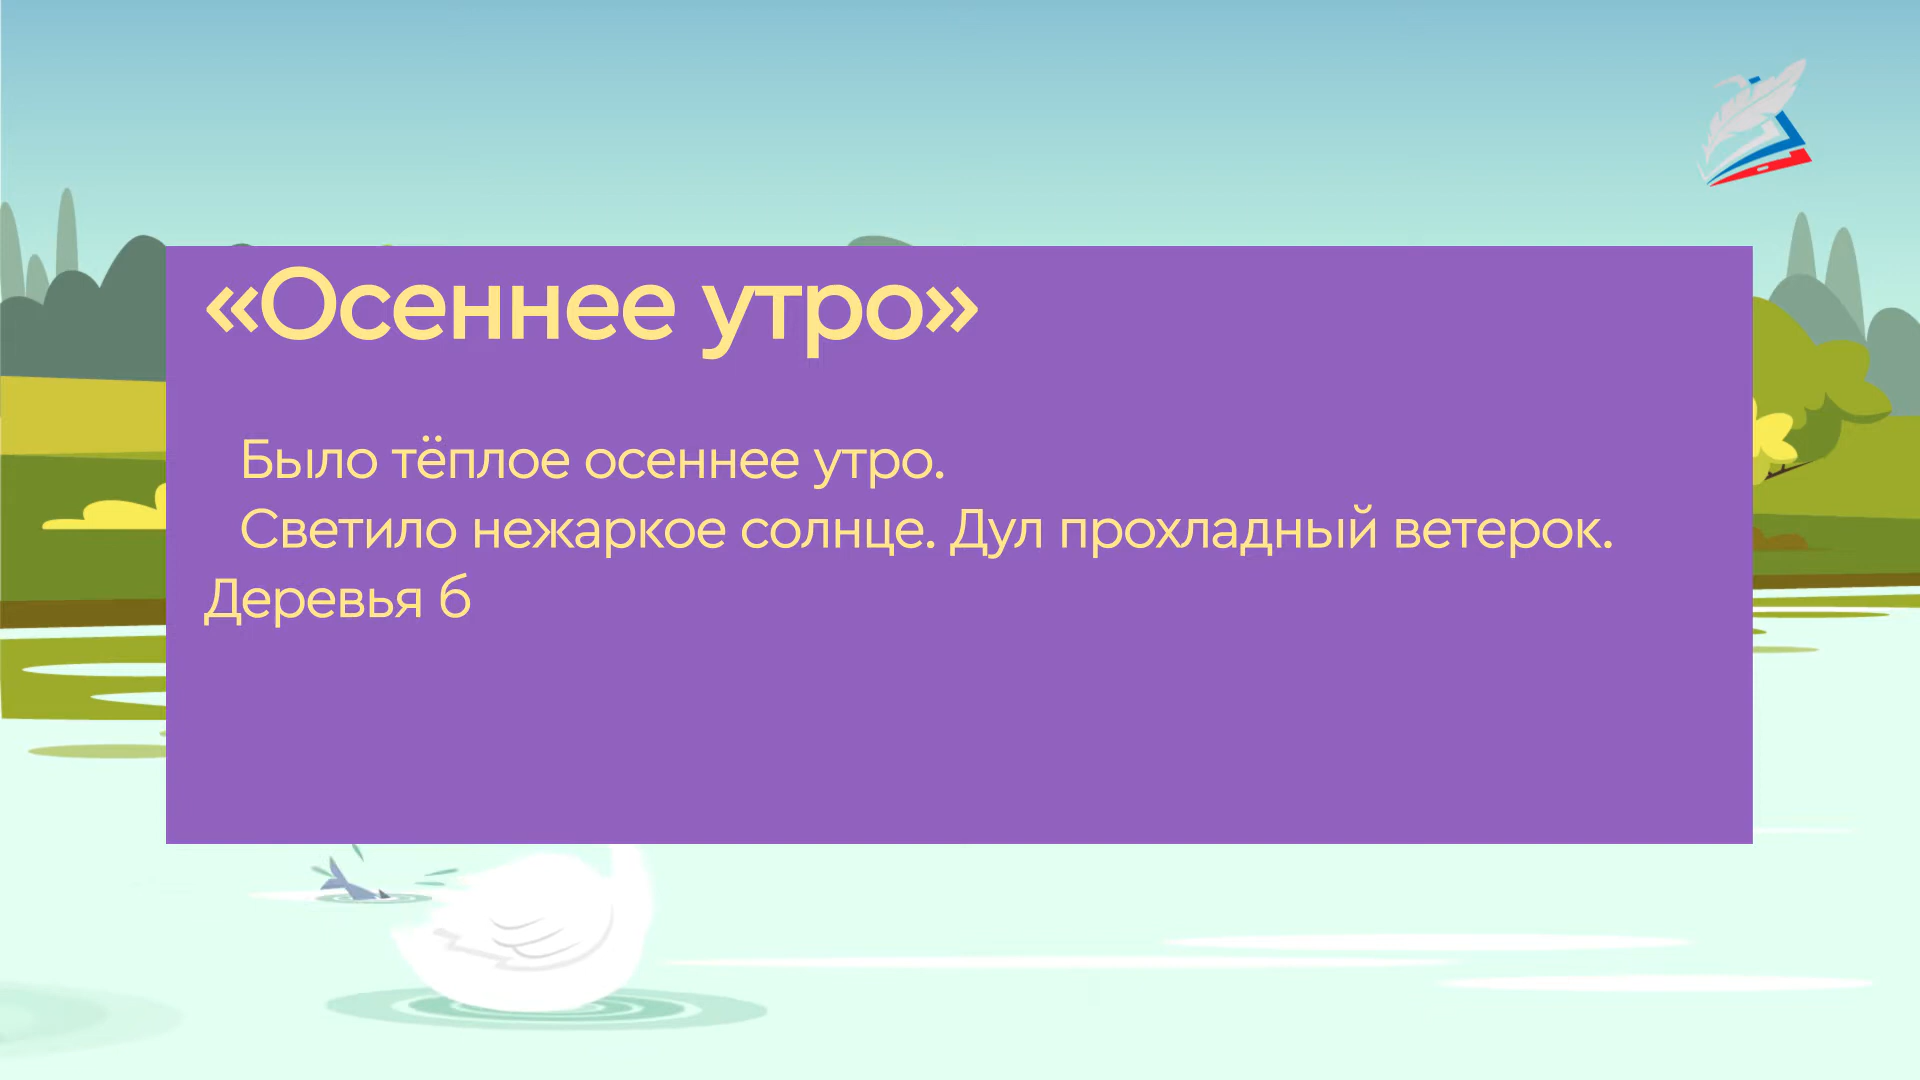 «Осеннее утро»
Было тёплое осеннее утро.
Светило нежаркое солнце. Дул прохладный ветерок.
Деревья б